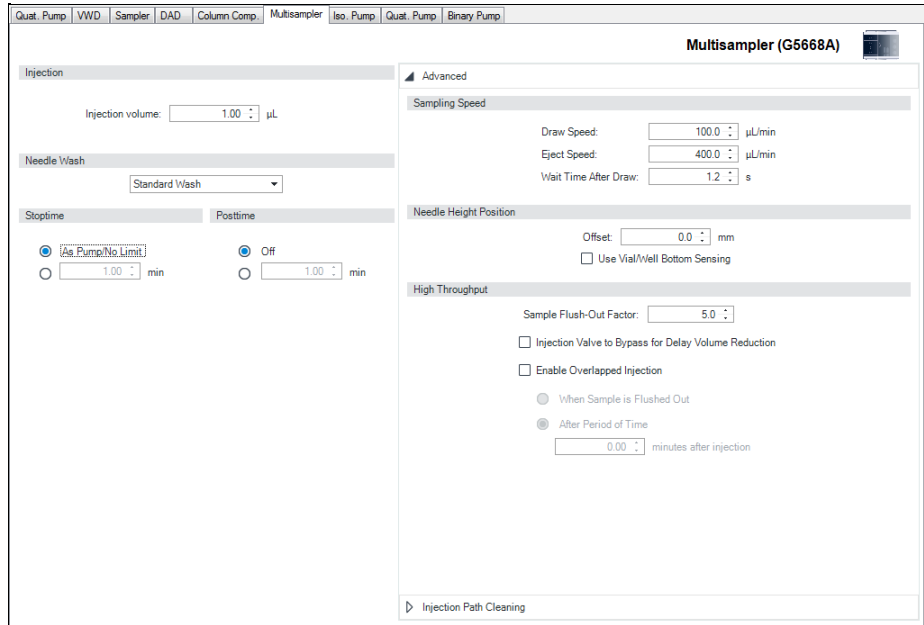 Quat. Pump VWD Sampler DAD Column Comp. Multisampler Iso. Pump Quat. Pump Binary Pump
Multisampler (G5668A)
Injection
Injection volume: 1.00 µL
Needle Wash
Standard Wash
Stoptime
As Pump/No Limit
1.00 min
Posttime
Off
1.00 min
Advanced
Sampling Speed
Draw Speed: 100.0 µL/min
Eject Speed: 400.0 µL/min
Wait Time After Draw: 1.2 s
Needle Height Position
Offset: 0.0 mm
Use Vial/Well Bottom Sensing
High Throughput
Sample Flush-Out Factor: 5.0
Injection Valve to Bypass for Delay Volume Reduction
Enable Overlapped Injection
When Sample is Flushed Out
After Period of Time
0.00 minutes after injection
Injection Path Cleaning